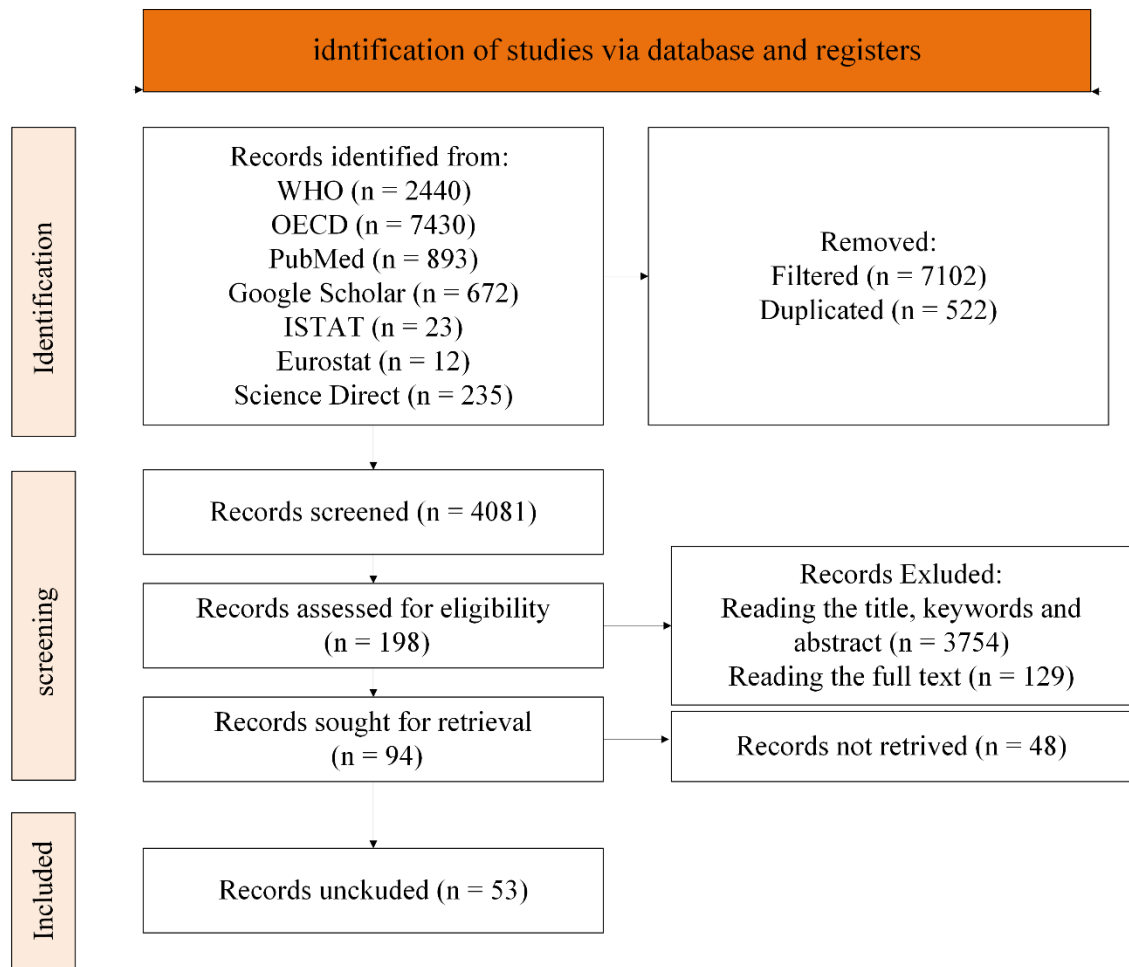 idntification of studies via database and registers
Identification
Records identified from:
WHO (n = 2440)
OECD (n = 7430)
PubMed (n = 893)
Google Scholar (n = 672)
ISTAT (n = 23)
Eurostat (n = 12)
Science Direct (n = 235)
Removed:
Filtered (n = 7102)
Duplicated (n = 522)
screening
Records screened (n = 4081)
Records assessed for eligibility
(n = 198)
Records Exluded:
Reading the title, keywords and
abstract (n = 3754)
Reading the full text (n = 129)
Records sought for retrieval
(n = 94)
Records not retrived (n = 48)
Included
Records unckuded (n = 53)